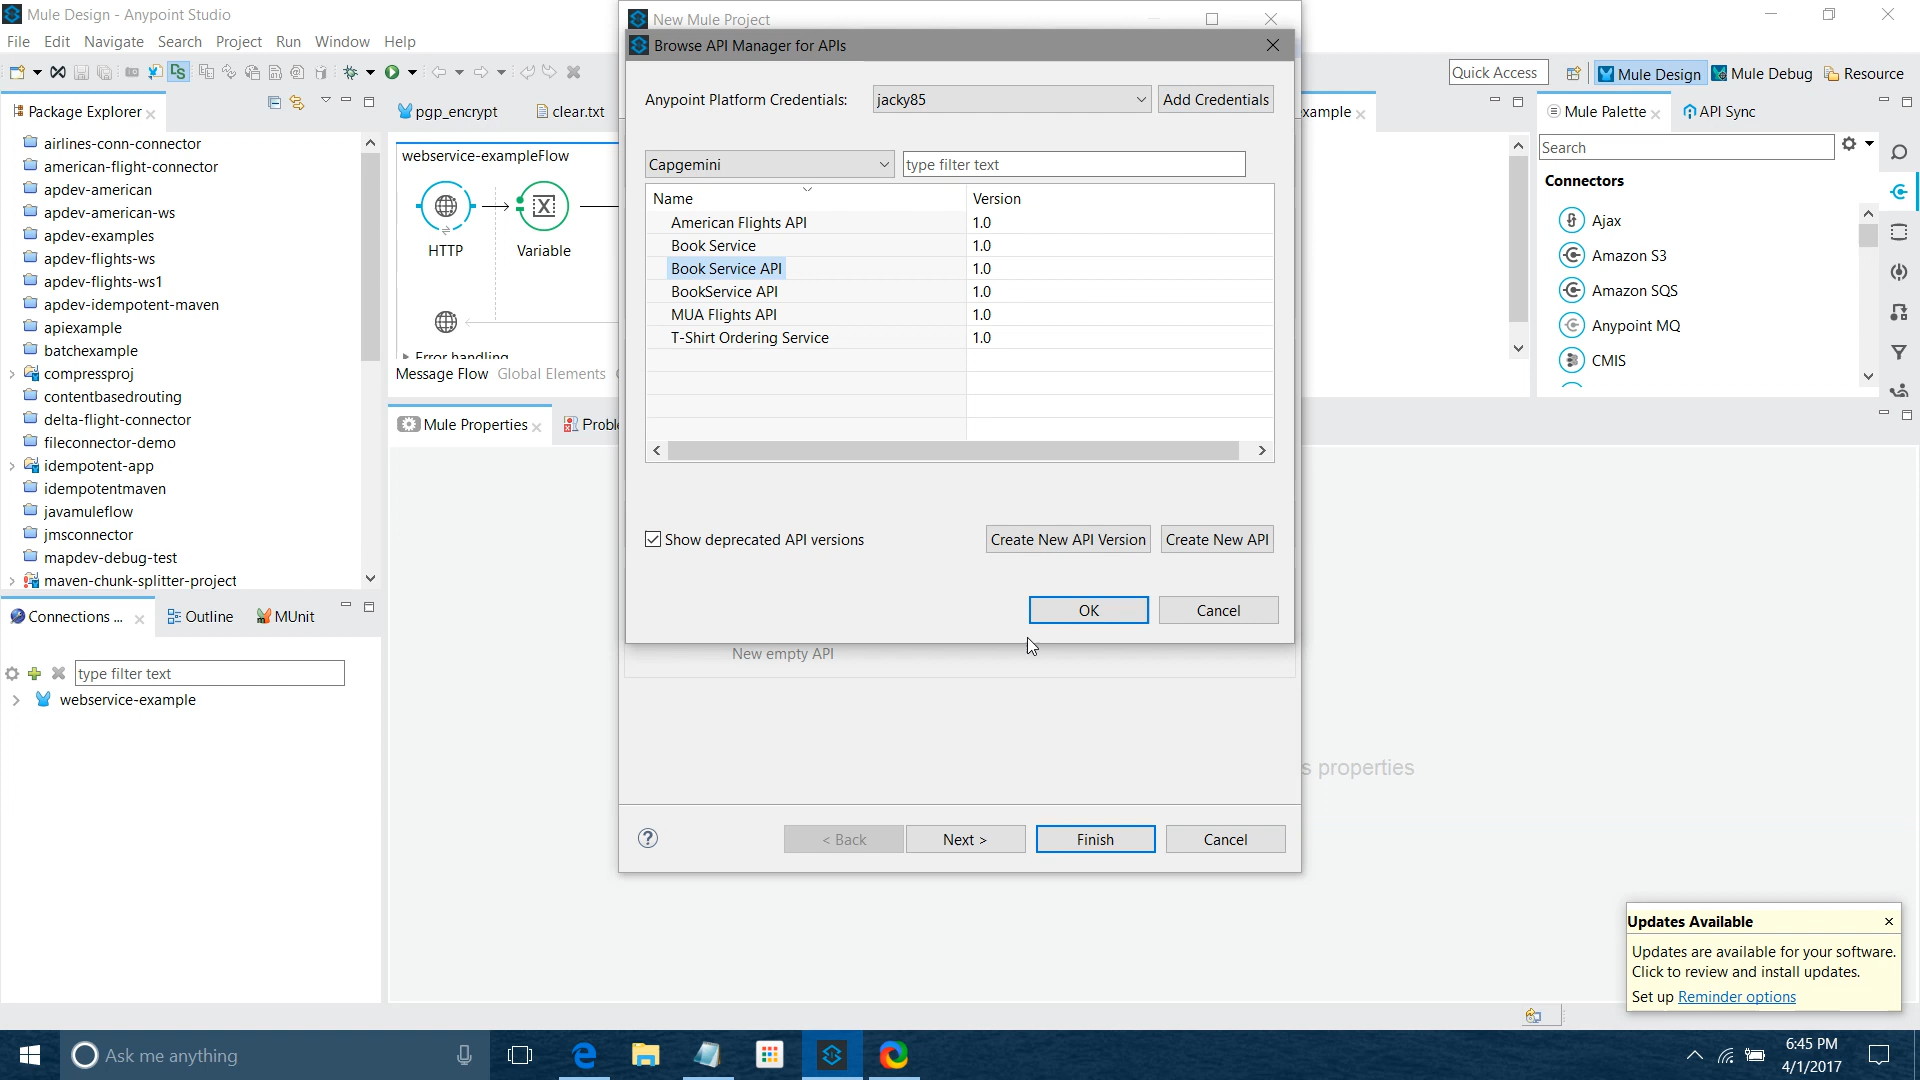 Mule Design - Anypoint Studio
File Edit Navigate Search Project Run Window Help
Quick Access
Mule Design
Mule Debug
Resource
Package Explorer
airlines-conn-connector
american-flight-connector
apdev-american
apdev-american-ws
apdev-examples
apdev-flights-ws
apdev-flights-ws1
apdev-idempotent-maven
apiexample
batchexample
compressproj
contentbasedrouting
delta-flight-connector
fileconnector-demo
idempotent-app
idempotentmaven
javamuleflow
jmsconnector
mapdev-debug-test
maven-chunk-splitter-project
Connections ...
Outline
MUnit
type filter text
webservice-example
pgp_encrypt
clear.txt
xample
webservice-exampleFlow
HTTP
Variable
Error handling
Message Flow Global Elements
Mule Properties
Proble
s properties
New Mule Project
Browse API Manager for APIs
Anypoint Platform Credentials:
jacky85
Add Credentials
Capgemini
type filter text
Name Version
American Flights API 1.0
Book Service 1.0
Book Service API 1.0
BookService API 1.0
MUA Flights API 1.0
T-Shirt Ordering Service 1.0
Show deprecated API versions
Create New API Version
Create New API
OK
Cancel
New empty API
?
< Back
Next >
Finish
Cancel
Mule Palette
API Sync
Search
Connectors
Ajax
Amazon S3
Amazon SQS
Anypoint MQ
CMIS
Updates Available
Updates are available for your software.
Click to review and install updates.
Set up Reminder options
Ask me anything
6:45 PM
4/1/2017